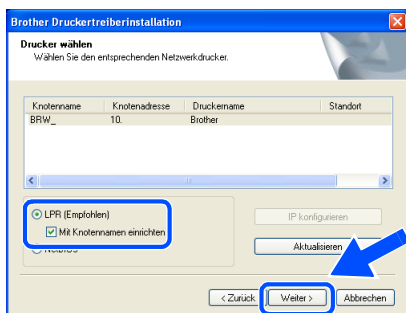 Brother Druckertreiberinstallation
Drucker wählen
Wählen Sie den entsprechenden Netzwerkdrucker.
Knotenname Knotenadresse Druckername Standort
BRW_ 10. Brother
LPR (Empfohlen)
Mit Knotennamen einrichten
NetBIOS
IP konfigurieren
Aktualisieren
< Zurück Weiter > Abbrechen